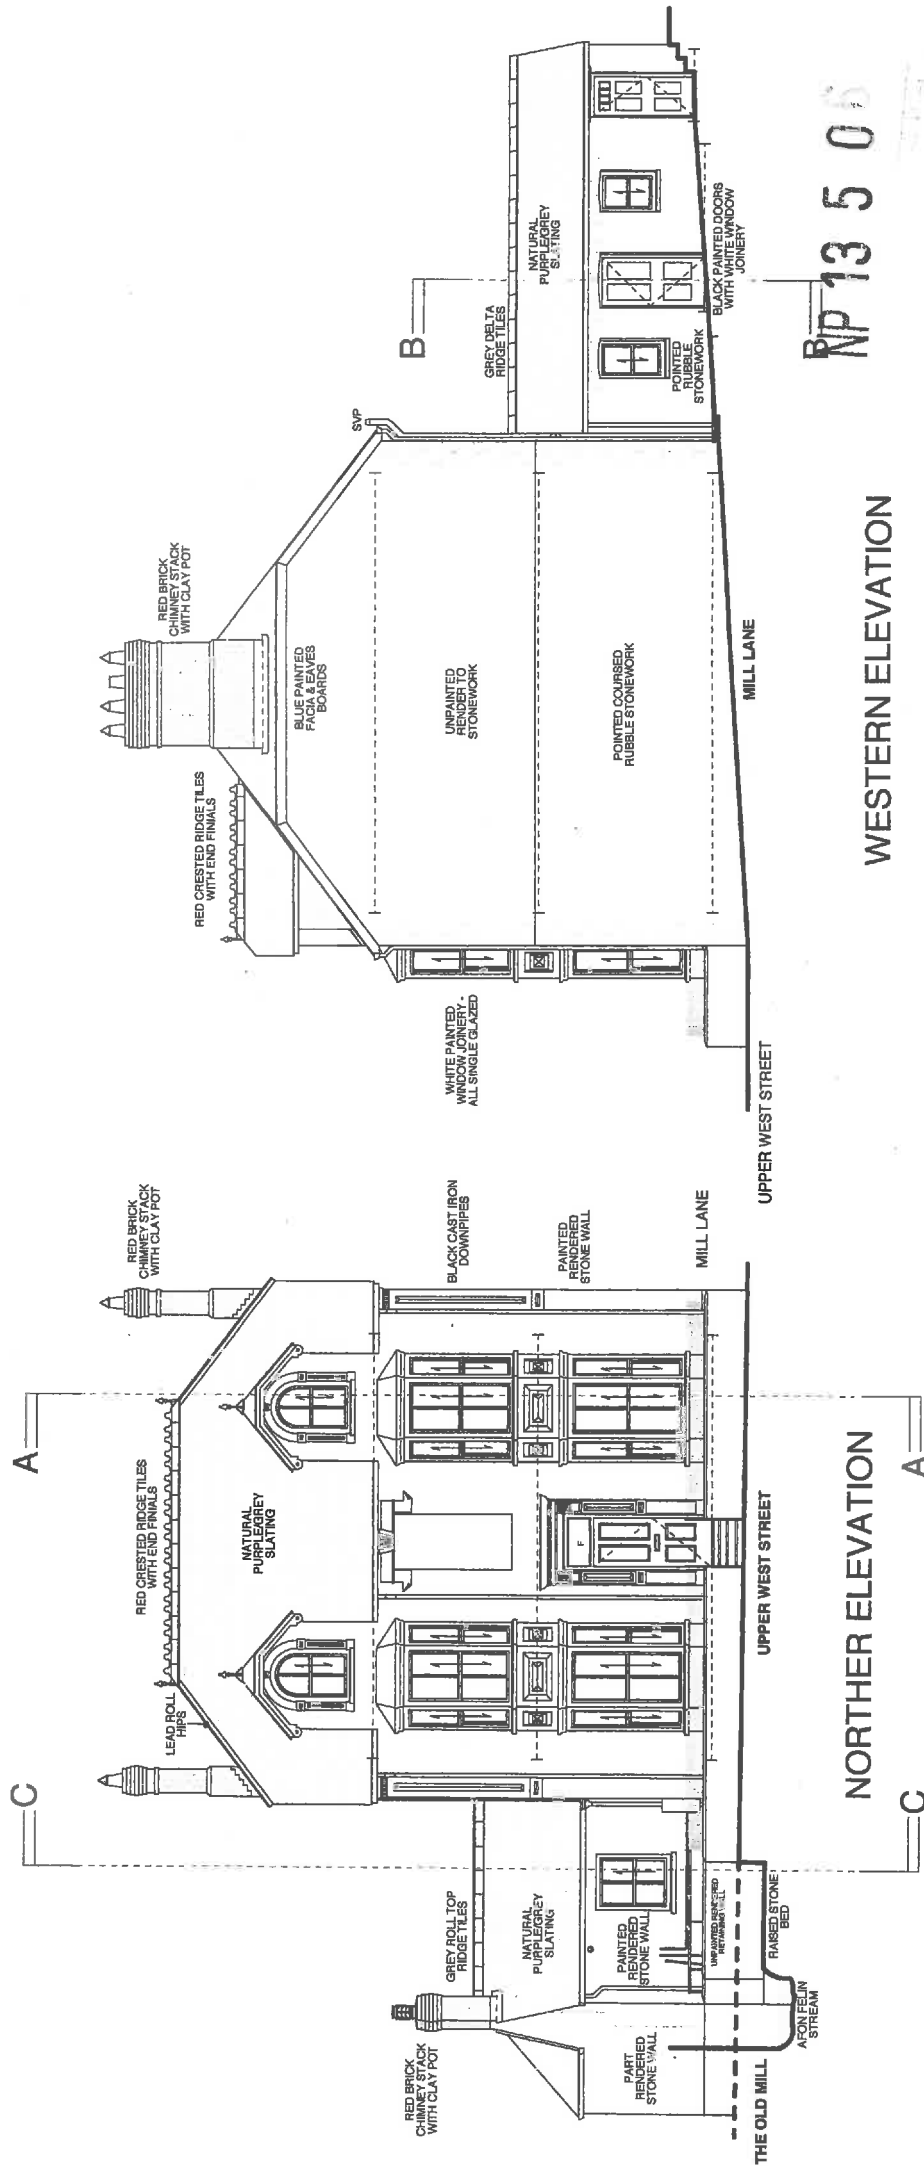 A
C
RED CRESTED RIDGE TILES
WITH END FINIALS
LEAD ROLL
HIPS
RED BRICK
CHIMNEY STACK
WITH CLAY POT
NATURAL
PURPLE/GREY
SLATING
GREY ROLL TOP
RIDGE TILES
RED BRICK
CHIMNEY STACK
WITH CLAY POT
NATURAL
PURPLE/GREY
SLATING
BLACK CAST IRON
DOWNPIPES
PAINTED
RENDERED
STONE WALL
PAINTED
RENDERED
STONE WALL
PART
RENDERED
STONE WALL
F
UNPAINTED RENDERED
RETAINING WALL
MILL LANE
RAISED STONE
BED
AFON FELIN
STREAM
THE OLD MILL
UPPER WEST STREET
NORTHER ELEVATION
C
A
RED BRICK
CHIMNEY STACK
WITH CLAY POT
RED CRESTED RIDGE TILES
WITH END FINIALS
BLUE PAINTED
FACIA & EAVES
BOARDS
SVP
B
GREY DELTA
RIDGE TILES
NATURAL
PURPLE/GREY
SLATING
UNPAINTED
RENDER TO
STONEWORK
WHITE PAINTED
WINDOW JOINERY -
ALL SINGLE GLAZED
POINTED COURSED
RUBBLE STONEWORK
POINTED
RUBBLE
STONEWORK
BLACK PAINTED DOORS
WITH WHITE WINDOW
JOINERY
MILL LANE
UPPER WEST STREET
B
WESTERN ELEVATION
NP 13 5 06